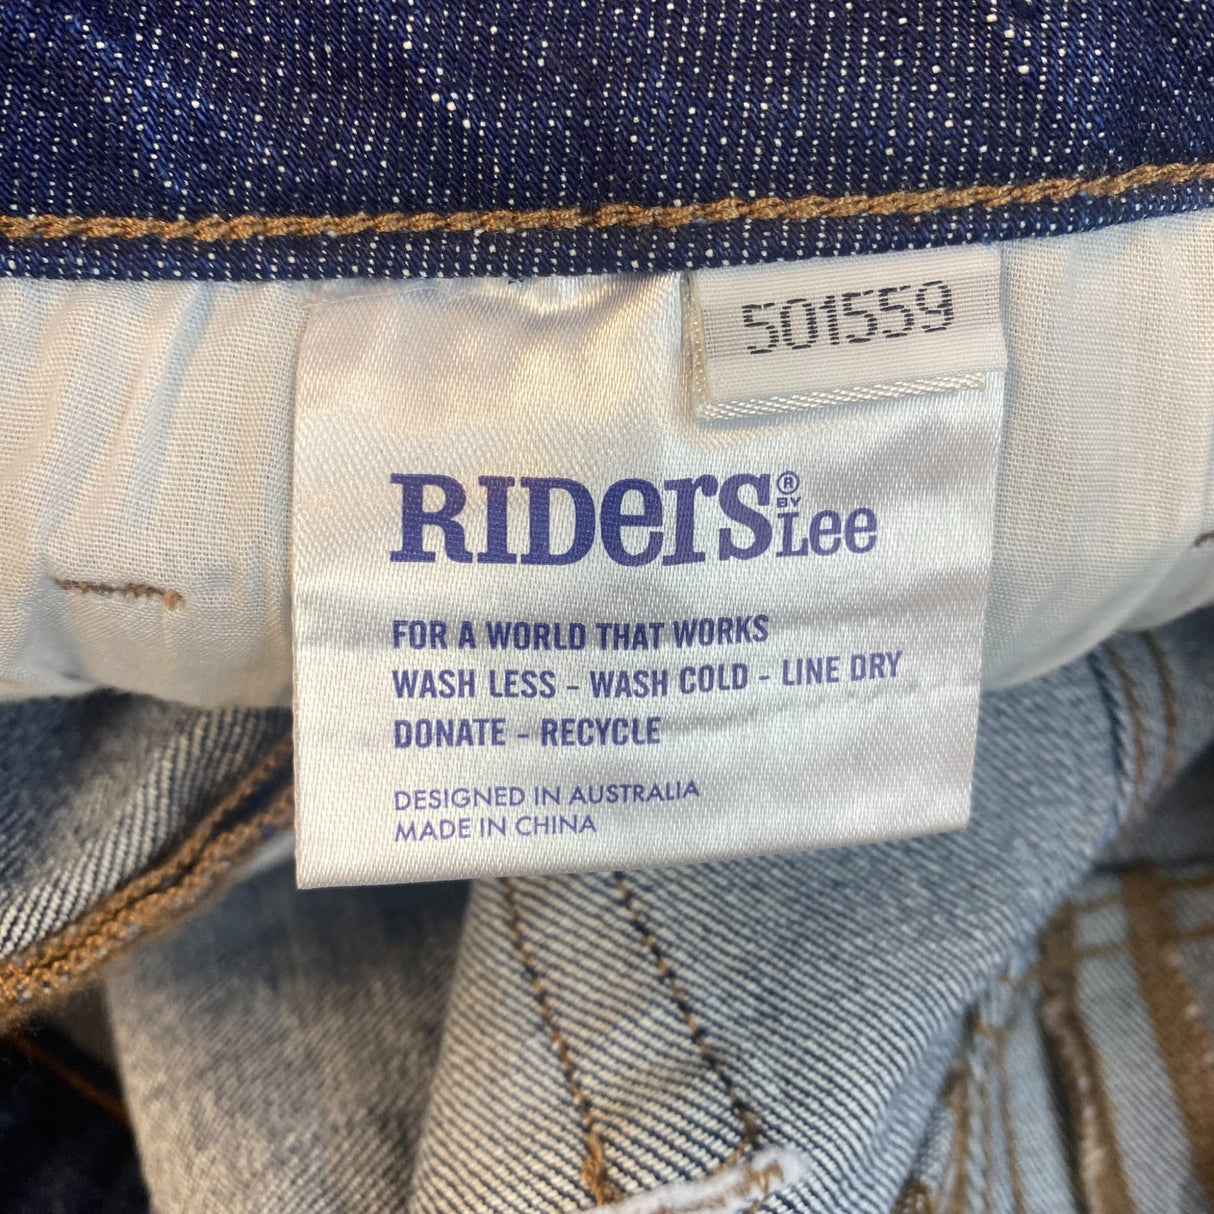 501559
RIDERS® BY Lee
FOR A WORLD THAT WORKS
WASH LESS - WASH COLD - LINE DRY
DONATE - RECYCLE
DESIGNED IN AUSTRALIA
MADE IN CHINA